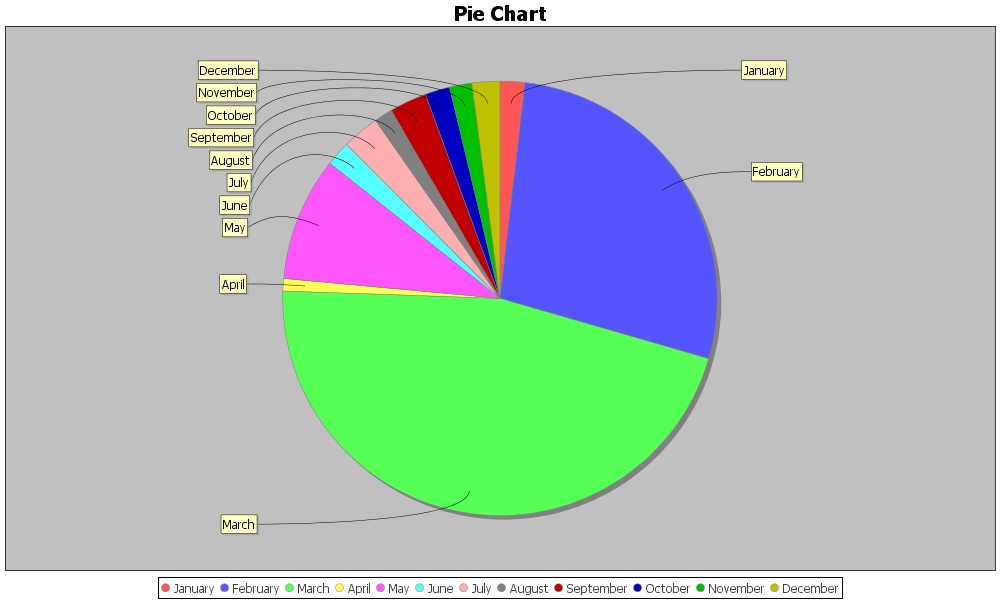 Pie Chart
December
January
November
October
September
August
February
July
June
May
April
March
January February March April May June July August September October November December